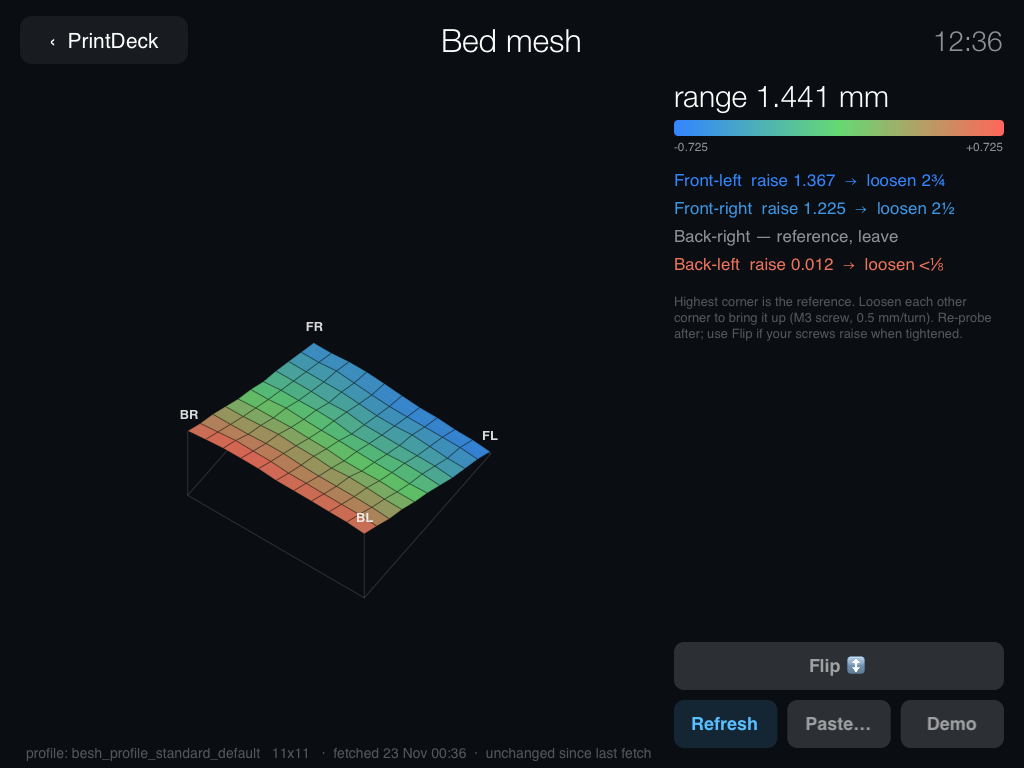 ‹ PrintDeck
Bed mesh
12:36
range 1.441 mm
-0.725 +0.725
Front-left raise 1.367 → loosen 2¾
Front-right raise 1.225 → loosen 2½
Back-right — reference, leave
Back-left raise 0.012 → loosen <⅛
Highest corner is the reference. Loosen each other
corner to bring it up (M3 screw, 0.5 mm/turn). Re-probe
after; use Flip if your screws raise when tightened.
FR
BR
FL
BL
Flip ↕️
Refresh
Paste…
Demo
profile: besh_profile_standard_default 11x11 · fetched 23 Nov 00:36 · unchanged since last fetch